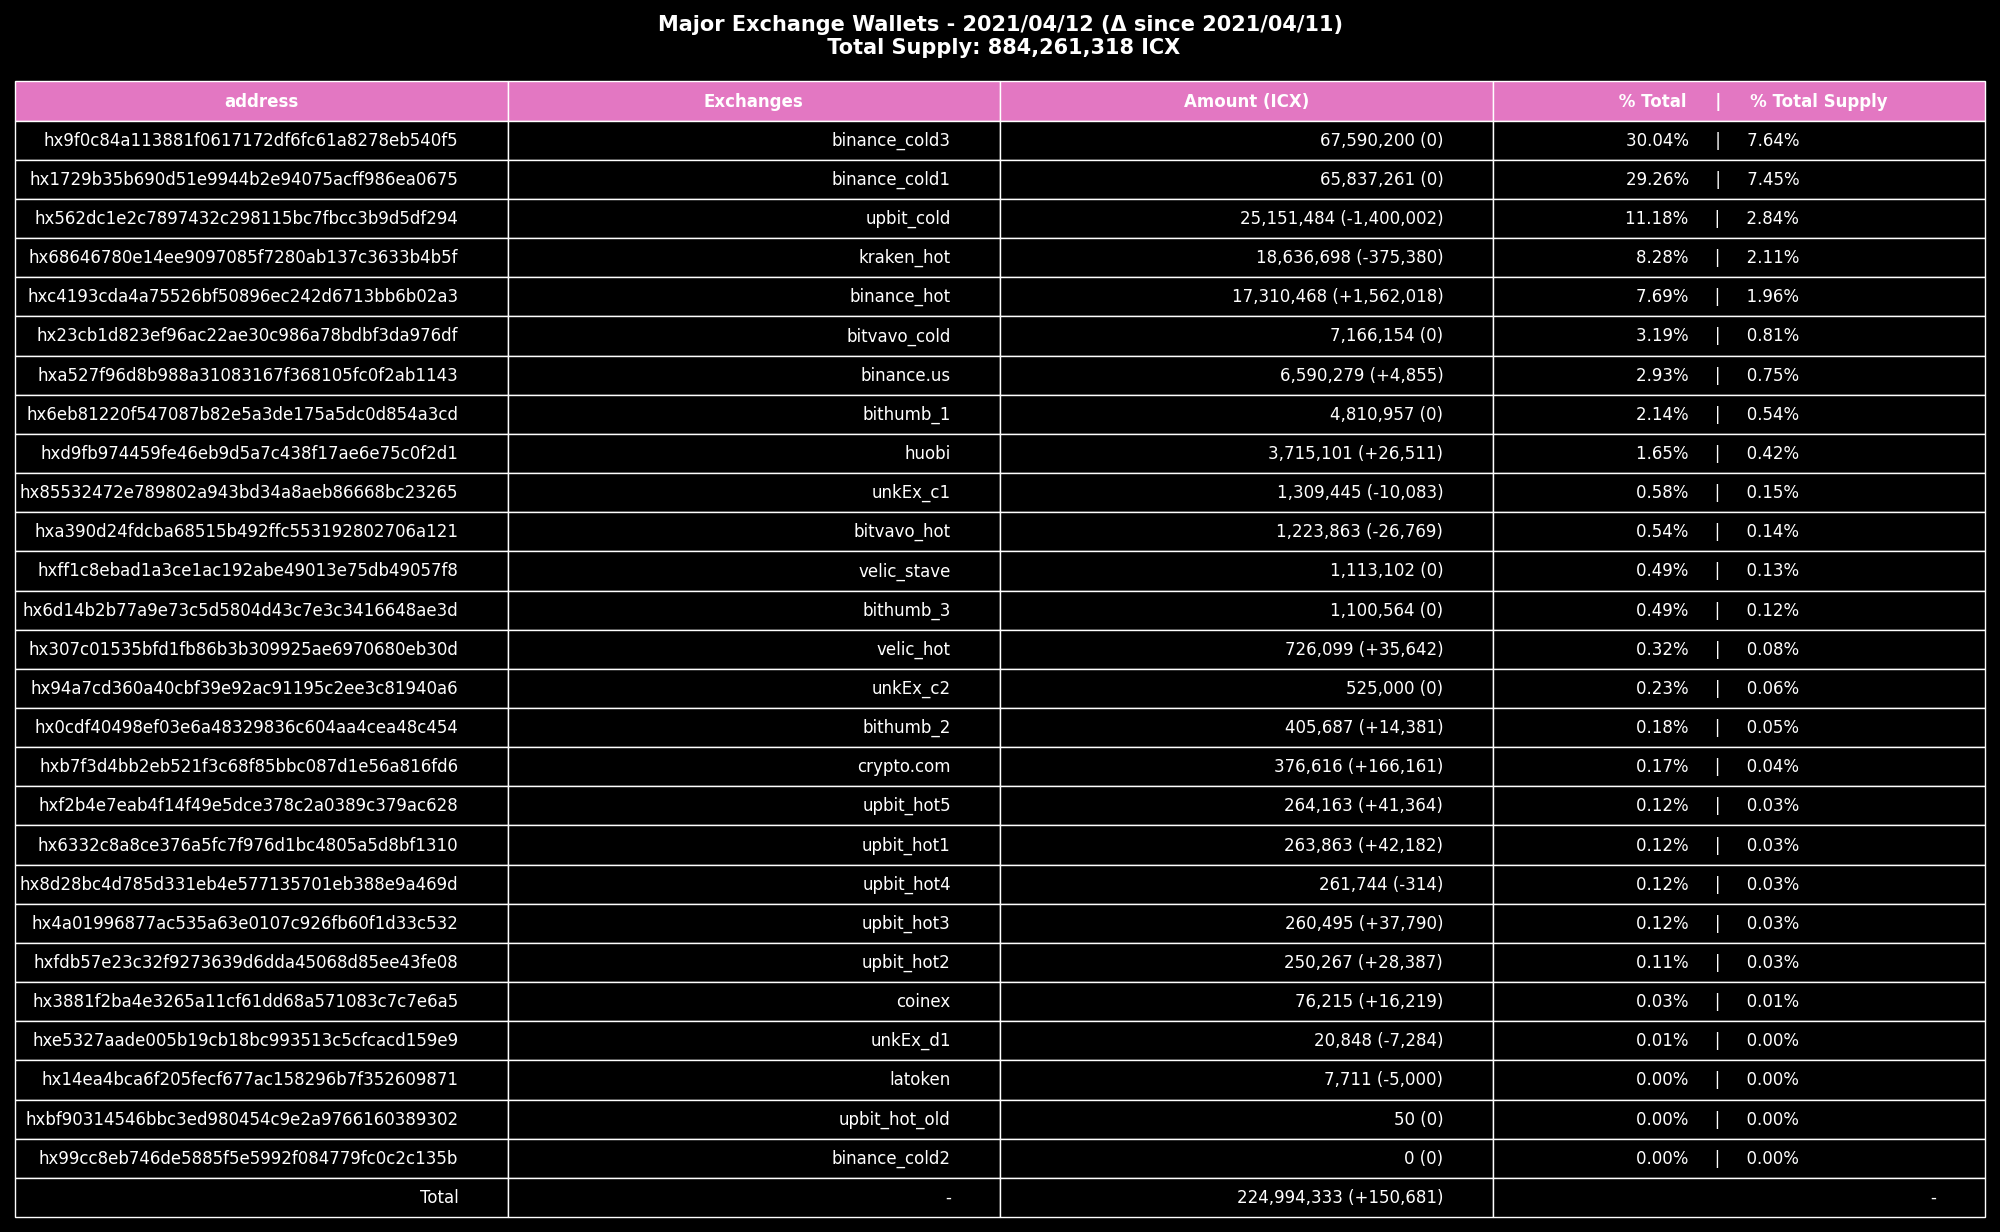 Major Exchange Wallets - 2021/04/12 (Δ since 2021/04/11)
Total Supply: 884,261,318 ICX
address Exchanges Amount (ICX) % Total | % Total Supply
hx9f0c84a113881f0617172df6fc61a8278eb540f5 binance_cold3 67,590,200 (0) 30.04% | 7.64%
hx1729b35b690d51e9944b2e94075acff986ea0675 binance_cold1 65,837,261 (0) 29.26% | 7.45%
hx562dc1e2c7897432c298115bc7fbcc3b9d5df294 upbit_cold 25,151,484 (-1,400,002) 11.18% | 2.84%
hx68646780e14ee9097085f7280ab137c3633b4b5f kraken_hot 18,636,698 (-375,380) 8.28% | 2.11%
hxc4193cda4a75526bf50896ec242d6713bb6b02a3 binance_hot 17,310,468 (+1,562,018) 7.69% | 1.96%
hx23cb1d823ef96ac22ae30c986a78bdbf3da976df bitvavo_cold 7,166,154 (0) 3.19% | 0.81%
hxa527f96d8b988a31083167f368105fc0f2ab1143 binance.us 6,590,279 (+4,855) 2.93% | 0.75%
hx6eb81220f547087b82e5a3de175a5dc0d854a3cd bithumb_1 4,810,957 (0) 2.14% | 0.54%
hxd9fb974459fe46eb9d5a7c438f17ae6e75c0f2d1 huobi 3,715,101 (+26,511) 1.65% | 0.42%
hx85532472e789802a943bd34a8aeb86668bc23265 unkEx_c1 1,309,445 (-10,083) 0.58% | 0.15%
hxa390d24fdcba68515b492ffc553192802706a121 bitvavo_hot 1,223,863 (-26,769) 0.54% | 0.14%
hxff1c8ebad1a3ce1ac192abe49013e75db49057f8 velic_stave 1,113,102 (0) 0.49% | 0.13%
hx6d14b2b77a9e73c5d5804d43c7e3c3416648ae3d bithumb_3 1,100,564 (0) 0.49% | 0.12%
hx307c01535bfd1fb86b3b309925ae6970680eb30d velic_hot 726,099 (+35,642) 0.32% | 0.08%
hx94a7cd360a40cbf39e92ac91195c2ee3c81940a6 unkEx_c2 525,000 (0) 0.23% | 0.06%
hx0cdf40498ef03e6a48329836c604aa4cea48c454 bithumb_2 405,687 (+14,381) 0.18% | 0.05%
hxb7f3d4bb2eb521f3c68f85bbc087d1e56a816fd6 crypto.com 376,616 (+166,161) 0.17% | 0.04%
hxf2b4e7eab4f14f49e5dce378c2a0389c379ac628 upbit_hot5 264,163 (+41,364) 0.12% | 0.03%
hx6332c8a8ce376a5fc7f976d1bc4805a5d8bf1310 upbit_hot1 263,863 (+42,182) 0.12% | 0.03%
hx8d28bc4d785d331eb4e577135701eb388e9a469d upbit_hot4 261,744 (-314) 0.12% | 0.03%
hx4a01996877ac535a63e0107c926fb60f1d33c532 upbit_hot3 260,495 (+37,790) 0.12% | 0.03%
hxfdb57e23c32f9273639d6dda45068d85ee43fe08 upbit_hot2 250,267 (+28,387) 0.11% | 0.03%
hx3881f2ba4e3265a11cf61dd68a571083c7c7e6a5 coinex 76,215 (+16,219) 0.03% | 0.01%
hxe5327aade005b19cb18bc993513c5cfcacd159e9 unkEx_d1 20,848 (-7,284) 0.01% | 0.00%
hx14ea4bca6f205fecf677ac158296b7f352609871 latoken 7,711 (-5,000) 0.00% | 0.00%
hxbf90314546bbc3ed980454c9e2a9766160389302 upbit_hot_old 50 (0) 0.00% | 0.00%
hx99cc8eb746de5885f5e5992f084779fc0c2c135b binance_cold2 0 (0) 0.00% | 0.00%
Total - 224,994,333 (+150,681) -